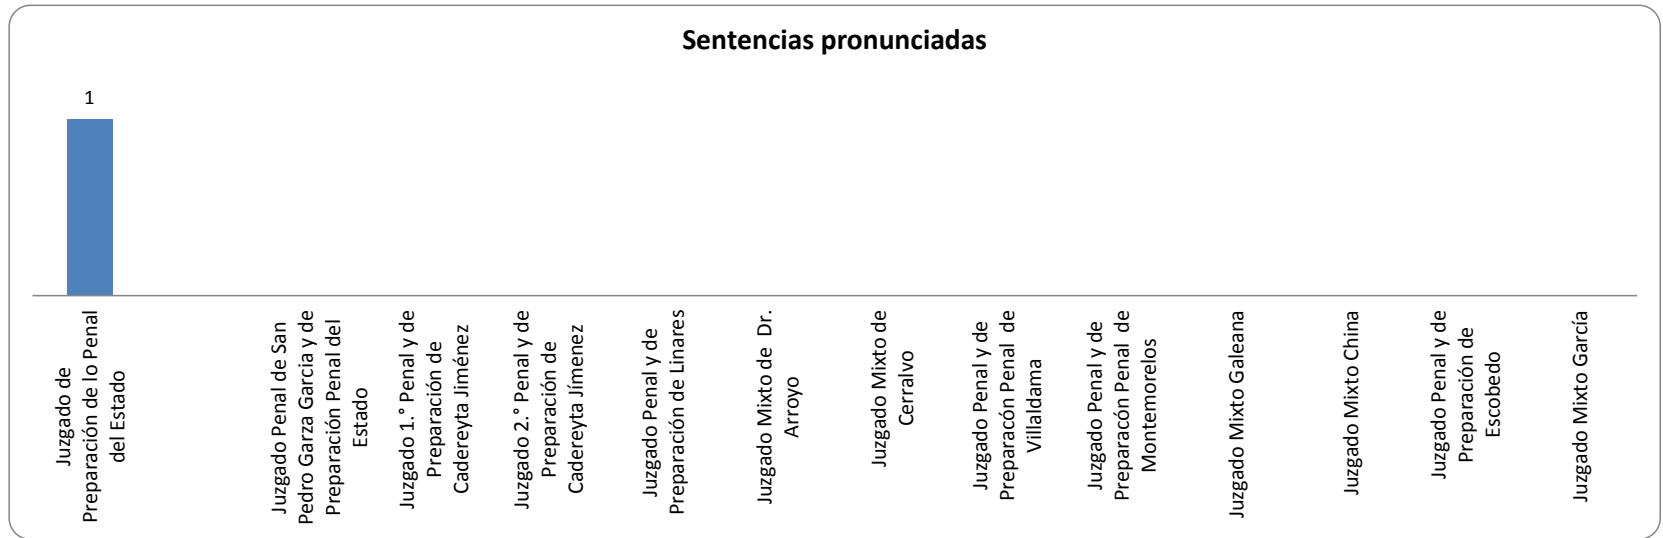 Sentencias pronunciadas
1
Juzgado de
Preparación de lo Penal
del Estado
Juzgado Penal de San
Pedro Garza Garcia y de
Preparación Penal del
Estado
Juzgado 1.° Penal y de
Preparación de
Cadereyta Jiménez
Juzgado 2.° Penal y de
Preparación de
Cadereyta Jímenez
Juzgado Penal y de
Preparación de Linares
Juzgado Mixto de Dr.
Arroyo
Juzgado Mixto de
Cerralvo
Juzgado Penal y de
Preparacón Penal de
Villaldama
Juzgado Penal y de
Preparacón Penal de
Montemorelos
Juzgado Mixto Galeana
Juzgado Mixto China
Juzgado Penal y de
Preparación de
Escobedo
Juzgado Mixto García